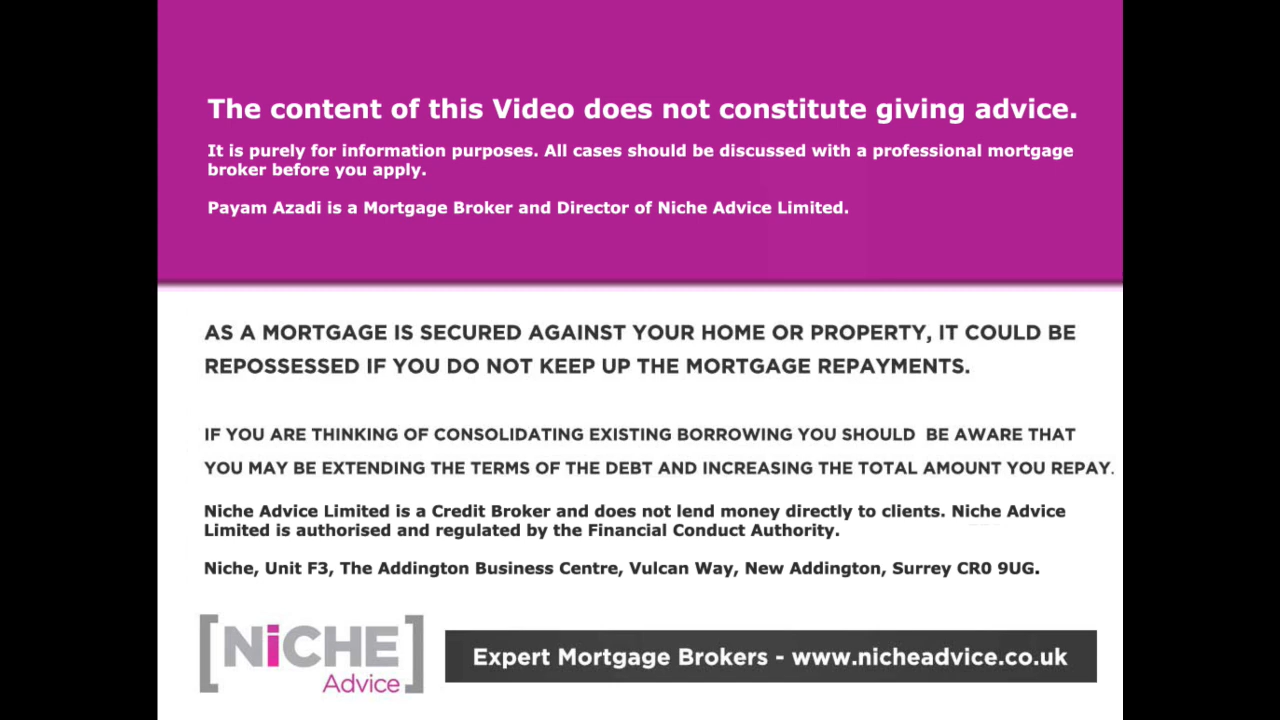 The content of this Video does not constitute giving advice.
It is purely for information purposes. All cases should be discussed with a professional mortgage
broker before you apply.
Payam Azadi is a Mortgage Broker and Director of Niche Advice Limited.
AS A MORTGAGE IS SECURED AGAINST YOUR HOME OR PROPERTY, IT COULD BE
REPOSSESSED IF YOU DO NOT KEEP UP THE MORTGAGE REPAYMENTS.
IF YOU ARE THINKING OF CONSOLIDATING EXISTING BORROWING YOU SHOULD BE AWARE THAT
YOU MAY BE EXTENDING THE TERMS OF THE DEBT AND INCREASING THE TOTAL AMOUNT YOU REPAY.
Niche Advice Limited is a Credit Broker and does not lend money directly to clients. Niche Advice
Limited is authorised and regulated by the Financial Conduct Authority.
Niche, Unit F3, The Addington Business Centre, Vulcan Way, New Addington, Surrey CR0 9UG.
[NiCHE
Advice]
Expert Mortgage Brokers - www.nicheadvice.co.uk